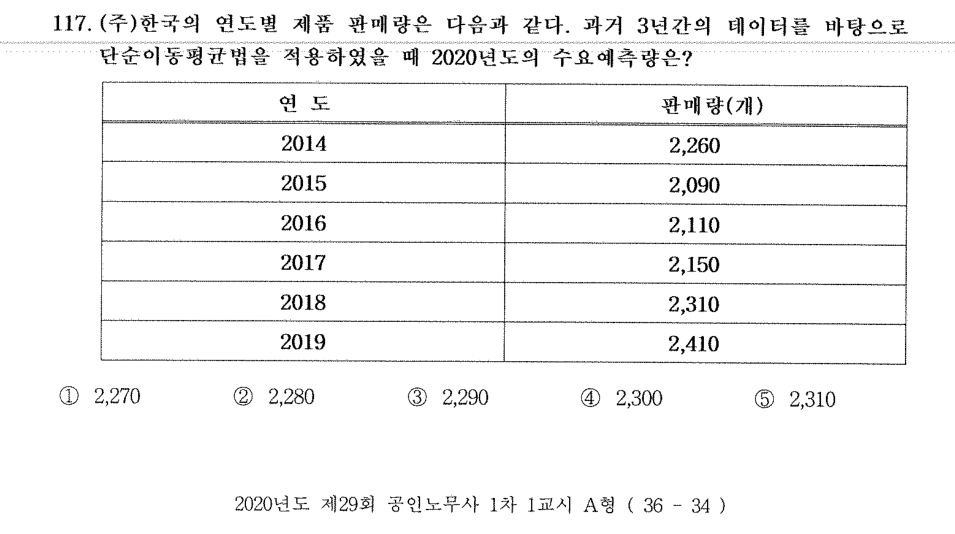 117. (주)한국의 연도별 제품 판매량은 다음과 같다. 과거 3년간의 데이터를 바탕으로
단순이동평균법을 적용하였을 때 2020년도의 수요예측량은?
연 도 판매량(개)
2014 2,260
2015 2,090
2016 2,110
2017 2,150
2018 2,310
2019 2,410
① 2,270 ② 2,280 ③ 2,290 ④ 2,300 ⑤ 2,310
2020년도 제29회 공인노무사 1차 1교시 A형 ( 36 - 34 )